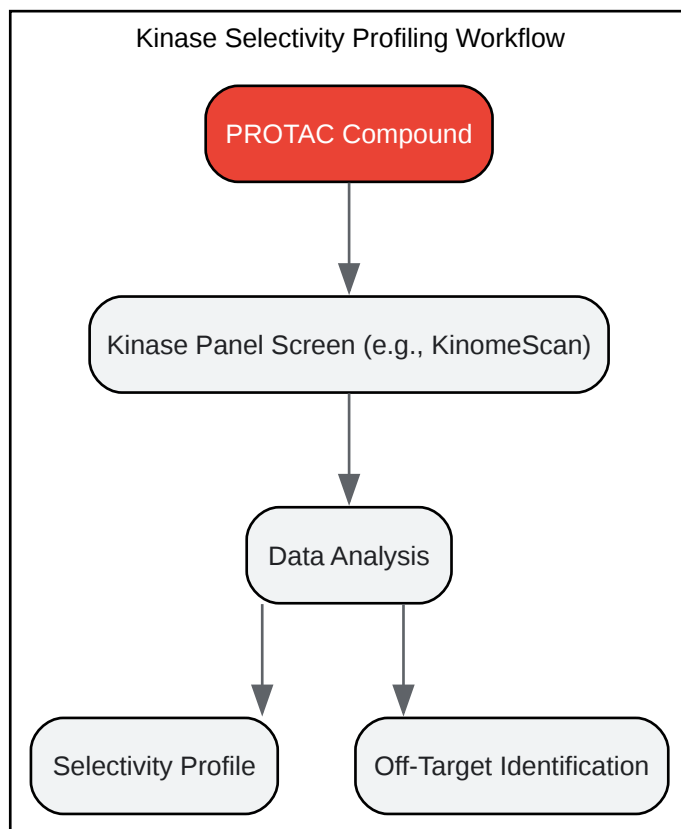 Kinase Selectivity Profiling Workflow
PROTAC Compound
Kinase Panel Screen (e.g., KinomeScan)
Data Analysis
Selectivity Profile
Off-Target Identification